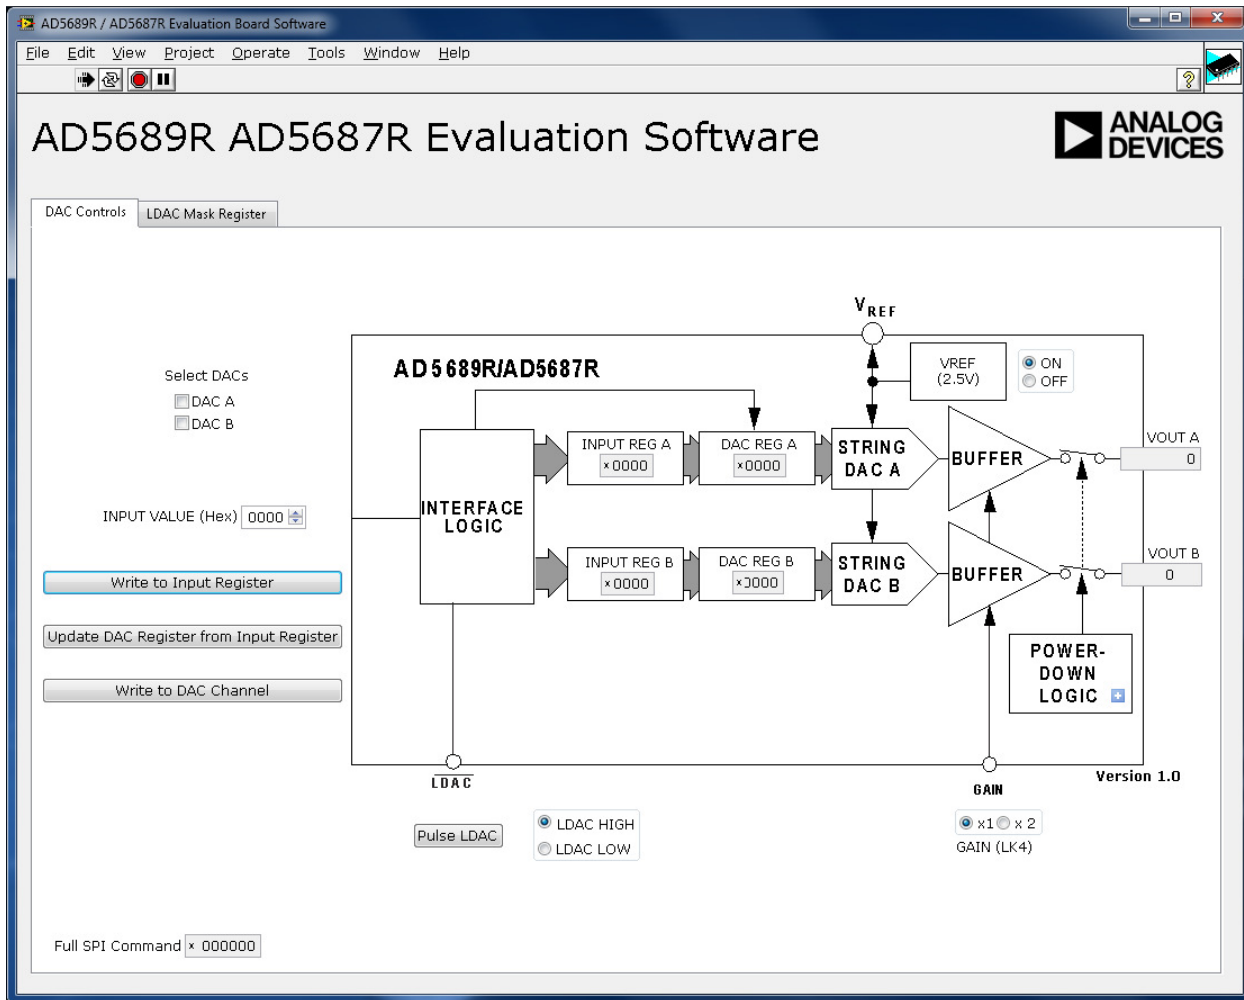 AD5689R / AD5687R Evaluation Board Software
File Edit View Project Operate Tools Window Help
AD5689R AD5687R Evaluation Software
ANALOG
DEVICES
DAC Controls
LDAC Mask Register
VREF
AD5689R/AD5687R
VREF
(2.5V)
ON
OFF
Select DACs
DAC A
DAC B
INPUT REG A
x 0000
DAC REG A
x 0000
STRING
DAC A
BUFFER
VOUT A
0
INTERFACE
LOGIC
INPUT VALUE (Hex) 0000
INPUT REG B
x 0000
DAC REG B
x 0000
STRING
DAC B
BUFFER
VOUT B
0
Write to Input Register
Update DAC Register from Input Register
Write to DAC Channel
POWER-
DOWN
LOGIC
LDAC
GAIN
Version 1.0
Pulse LDAC
LDAC HIGH
LDAC LOW
x1 x 2
GAIN (LK4)
Full SPI Command x 000000